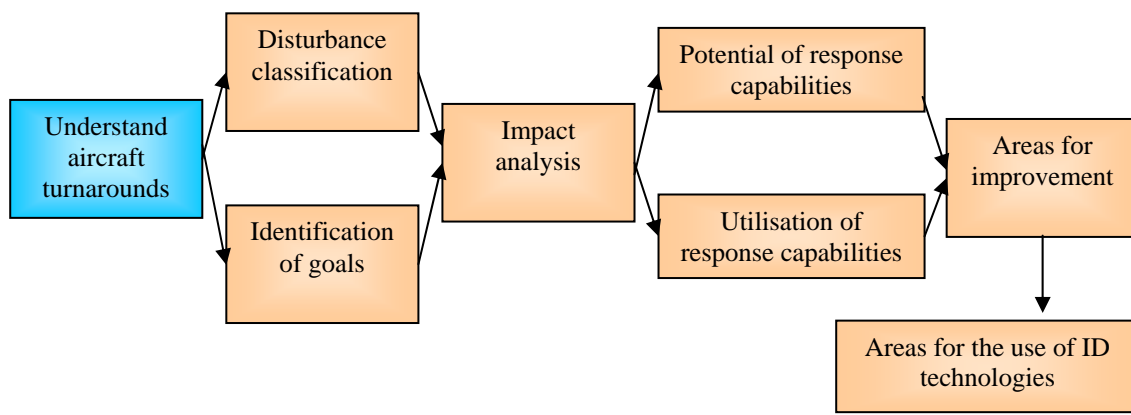 Understand
aircraft
turnarounds
Disturbance
classification
Identification
of goals
Impact
analysis
Potential of response
capabilities
Utilisation of
response capabilities
Areas for
improvement
Areas for the use of ID
technologies